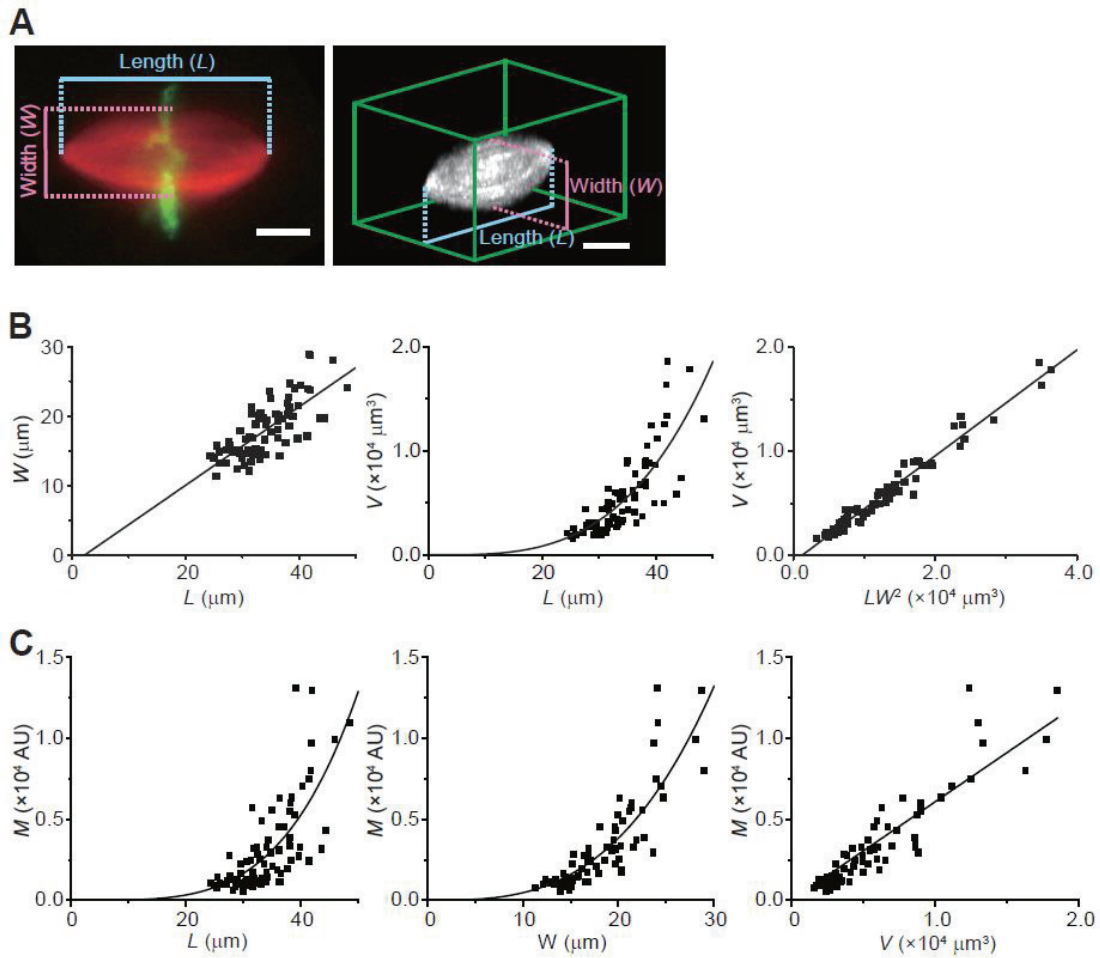 A
Length (L)
Width (W)
Width (W)
Length (L)
B
30
20
10
0
W (μm)
0
20
40
L (μm)
2.0
1.0
0.0
V (×10⁴ μm³)
0
20
40
L (μm)
2.0
1.0
0.0
V (×10⁴ μm³)
0.0
2.0
4.0
LW² (×10⁴ μm³)
C
1.5
1.0
0.5
0.0
M (×10⁴ AU)
0
20
40
L (μm)
1.5
1.0
0.5
0.0
M (×10⁴ AU)
0
10
20
30
W (μm)
1.5
1.0
0.5
0.0
M (×10⁴ AU)
0
1.0
2.0
V (×10⁴ μm³)